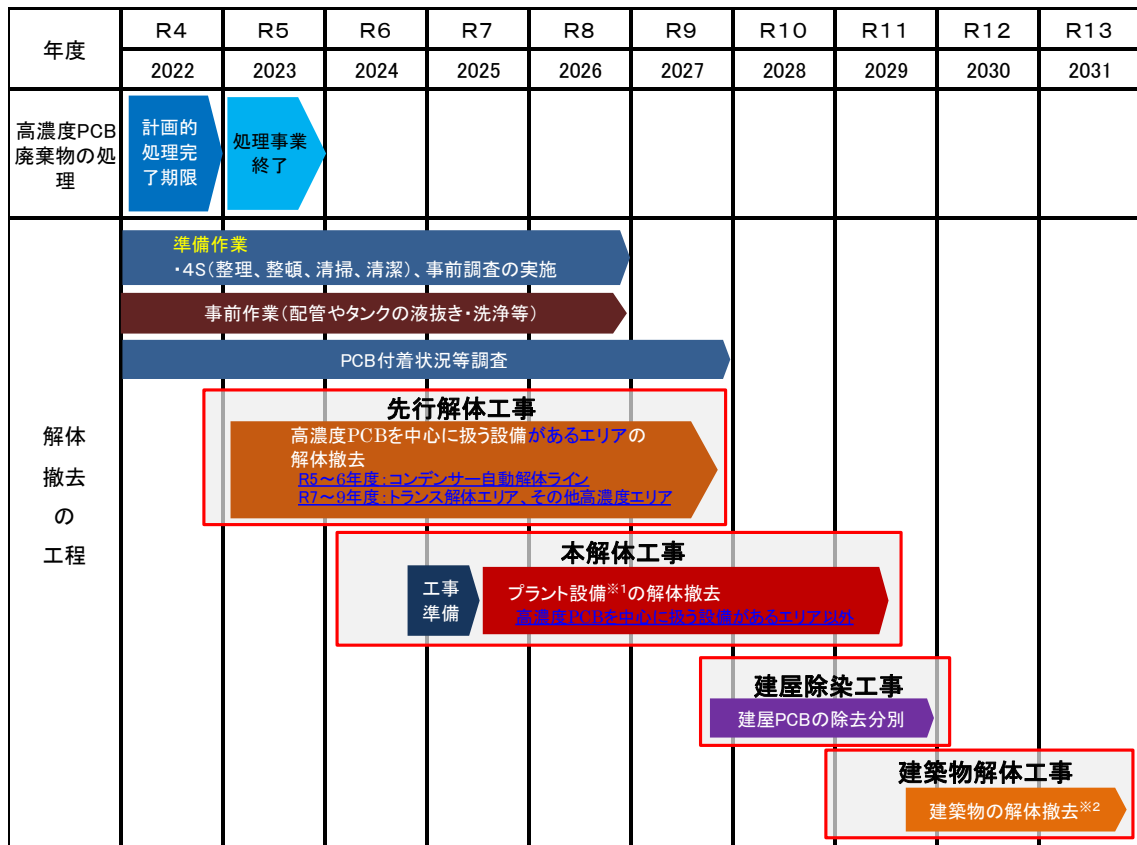 年度
R4
R5
R6
R7
R8
R9
R10
R11
R12
R13
2022
2023
2024
2025
2026
2027
2028
2029
2030
2031
高濃度PCB
廃棄物の処
理
計画的
処理完
了期限
処理事業
終了
解体
撤去
の
工程
準備作業
・4S(整理、整頓、清掃、清潔)、事前調査の実施
事前作業(配管やタンクの液抜き・洗浄等)
PCB付着状況等調査
先行解体工事
高濃度PCBを中心に扱う設備があるエリアの
解体撤去
R5～6年度:コンデンサー自動解体ライン
R7～9年度:トランス解体エリア、その他高濃度エリア
本解体工事
工事
準備
プラント設備※1の解体撤去
高濃度PCBを中心に扱う設備があるエリア以外
建屋除染工事
建屋PCBの除去分別
建築物解体工事
建築物の解体撤去※2